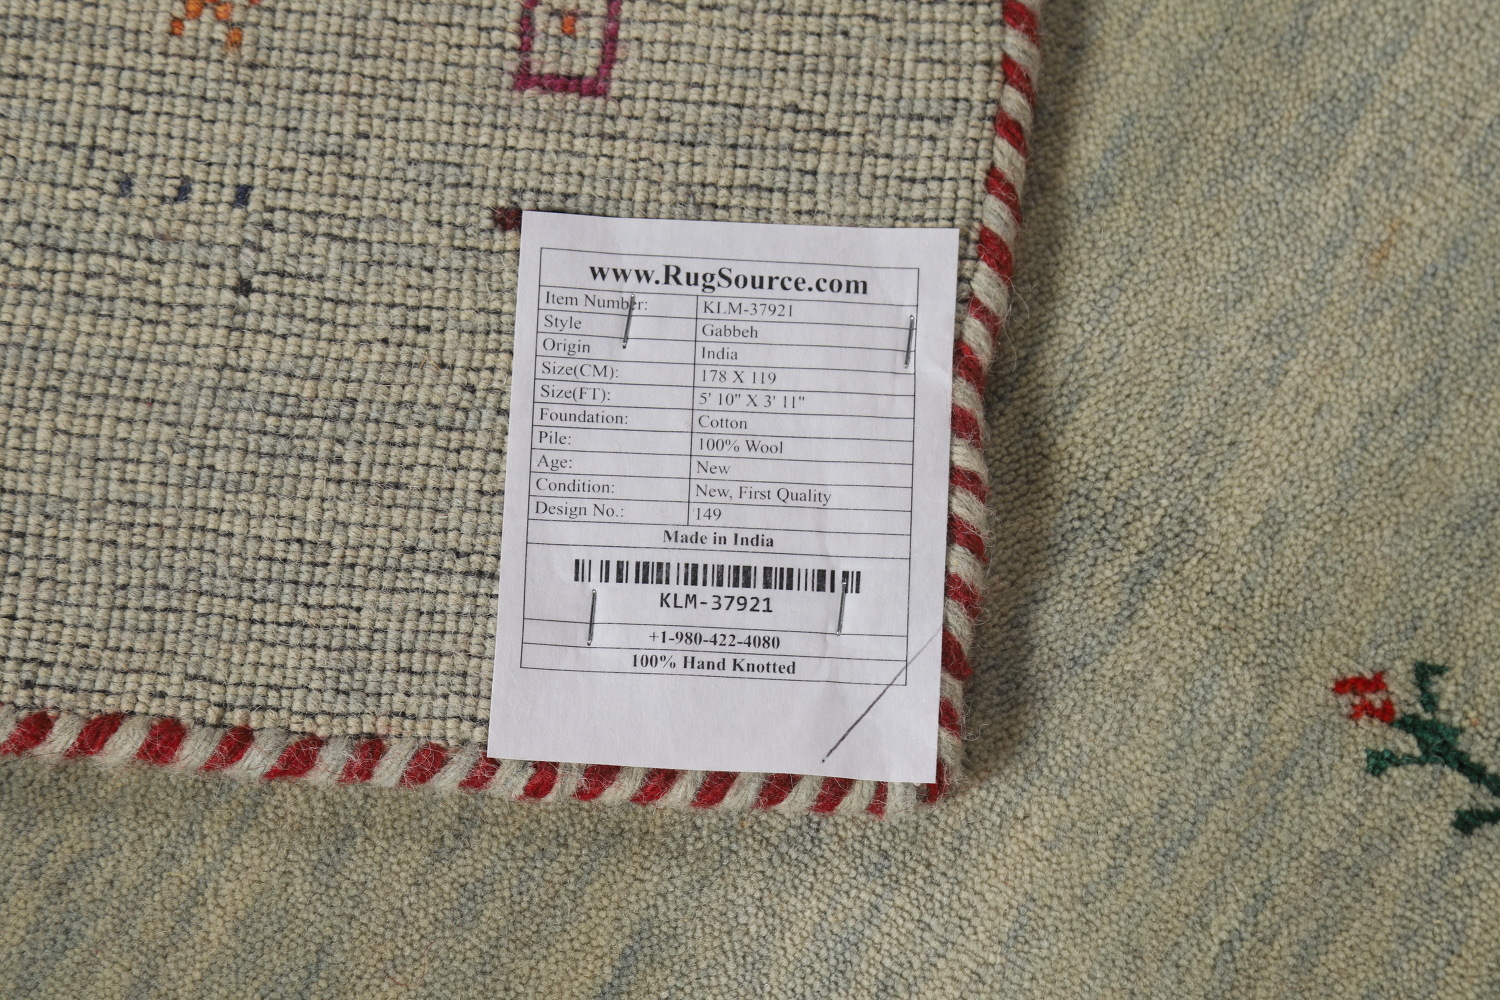 www.RugSource.com
Item Number: KLM-37921
Style Gabbeh
Origin India
Size(CM): 178 X 119
Size(FT): 5' 10" X 3' 11"
Foundation: Cotton
Pile: 100% Wool
Age: New
Condition: New, First Quality
Design No.: 149
Made in India
KLM-37921
+1-980-422-4080
100% Hand Knotted